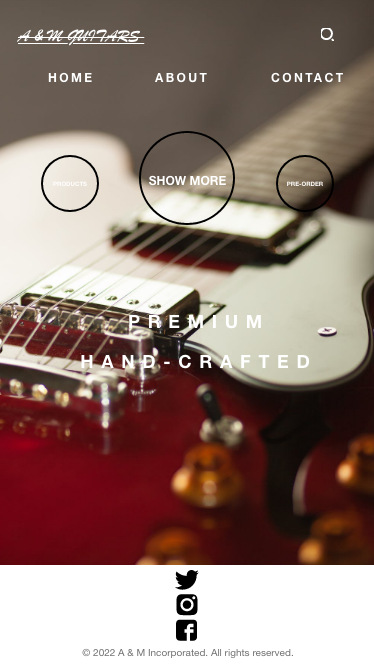 A & M GUITARS
HOME ABOUT CONTACT
PRODUCTS SHOW MORE PRE-ORDER
PREMIUM
HAND-CRAFTED
© 2022 A & M Incorporated. All rights reserved.